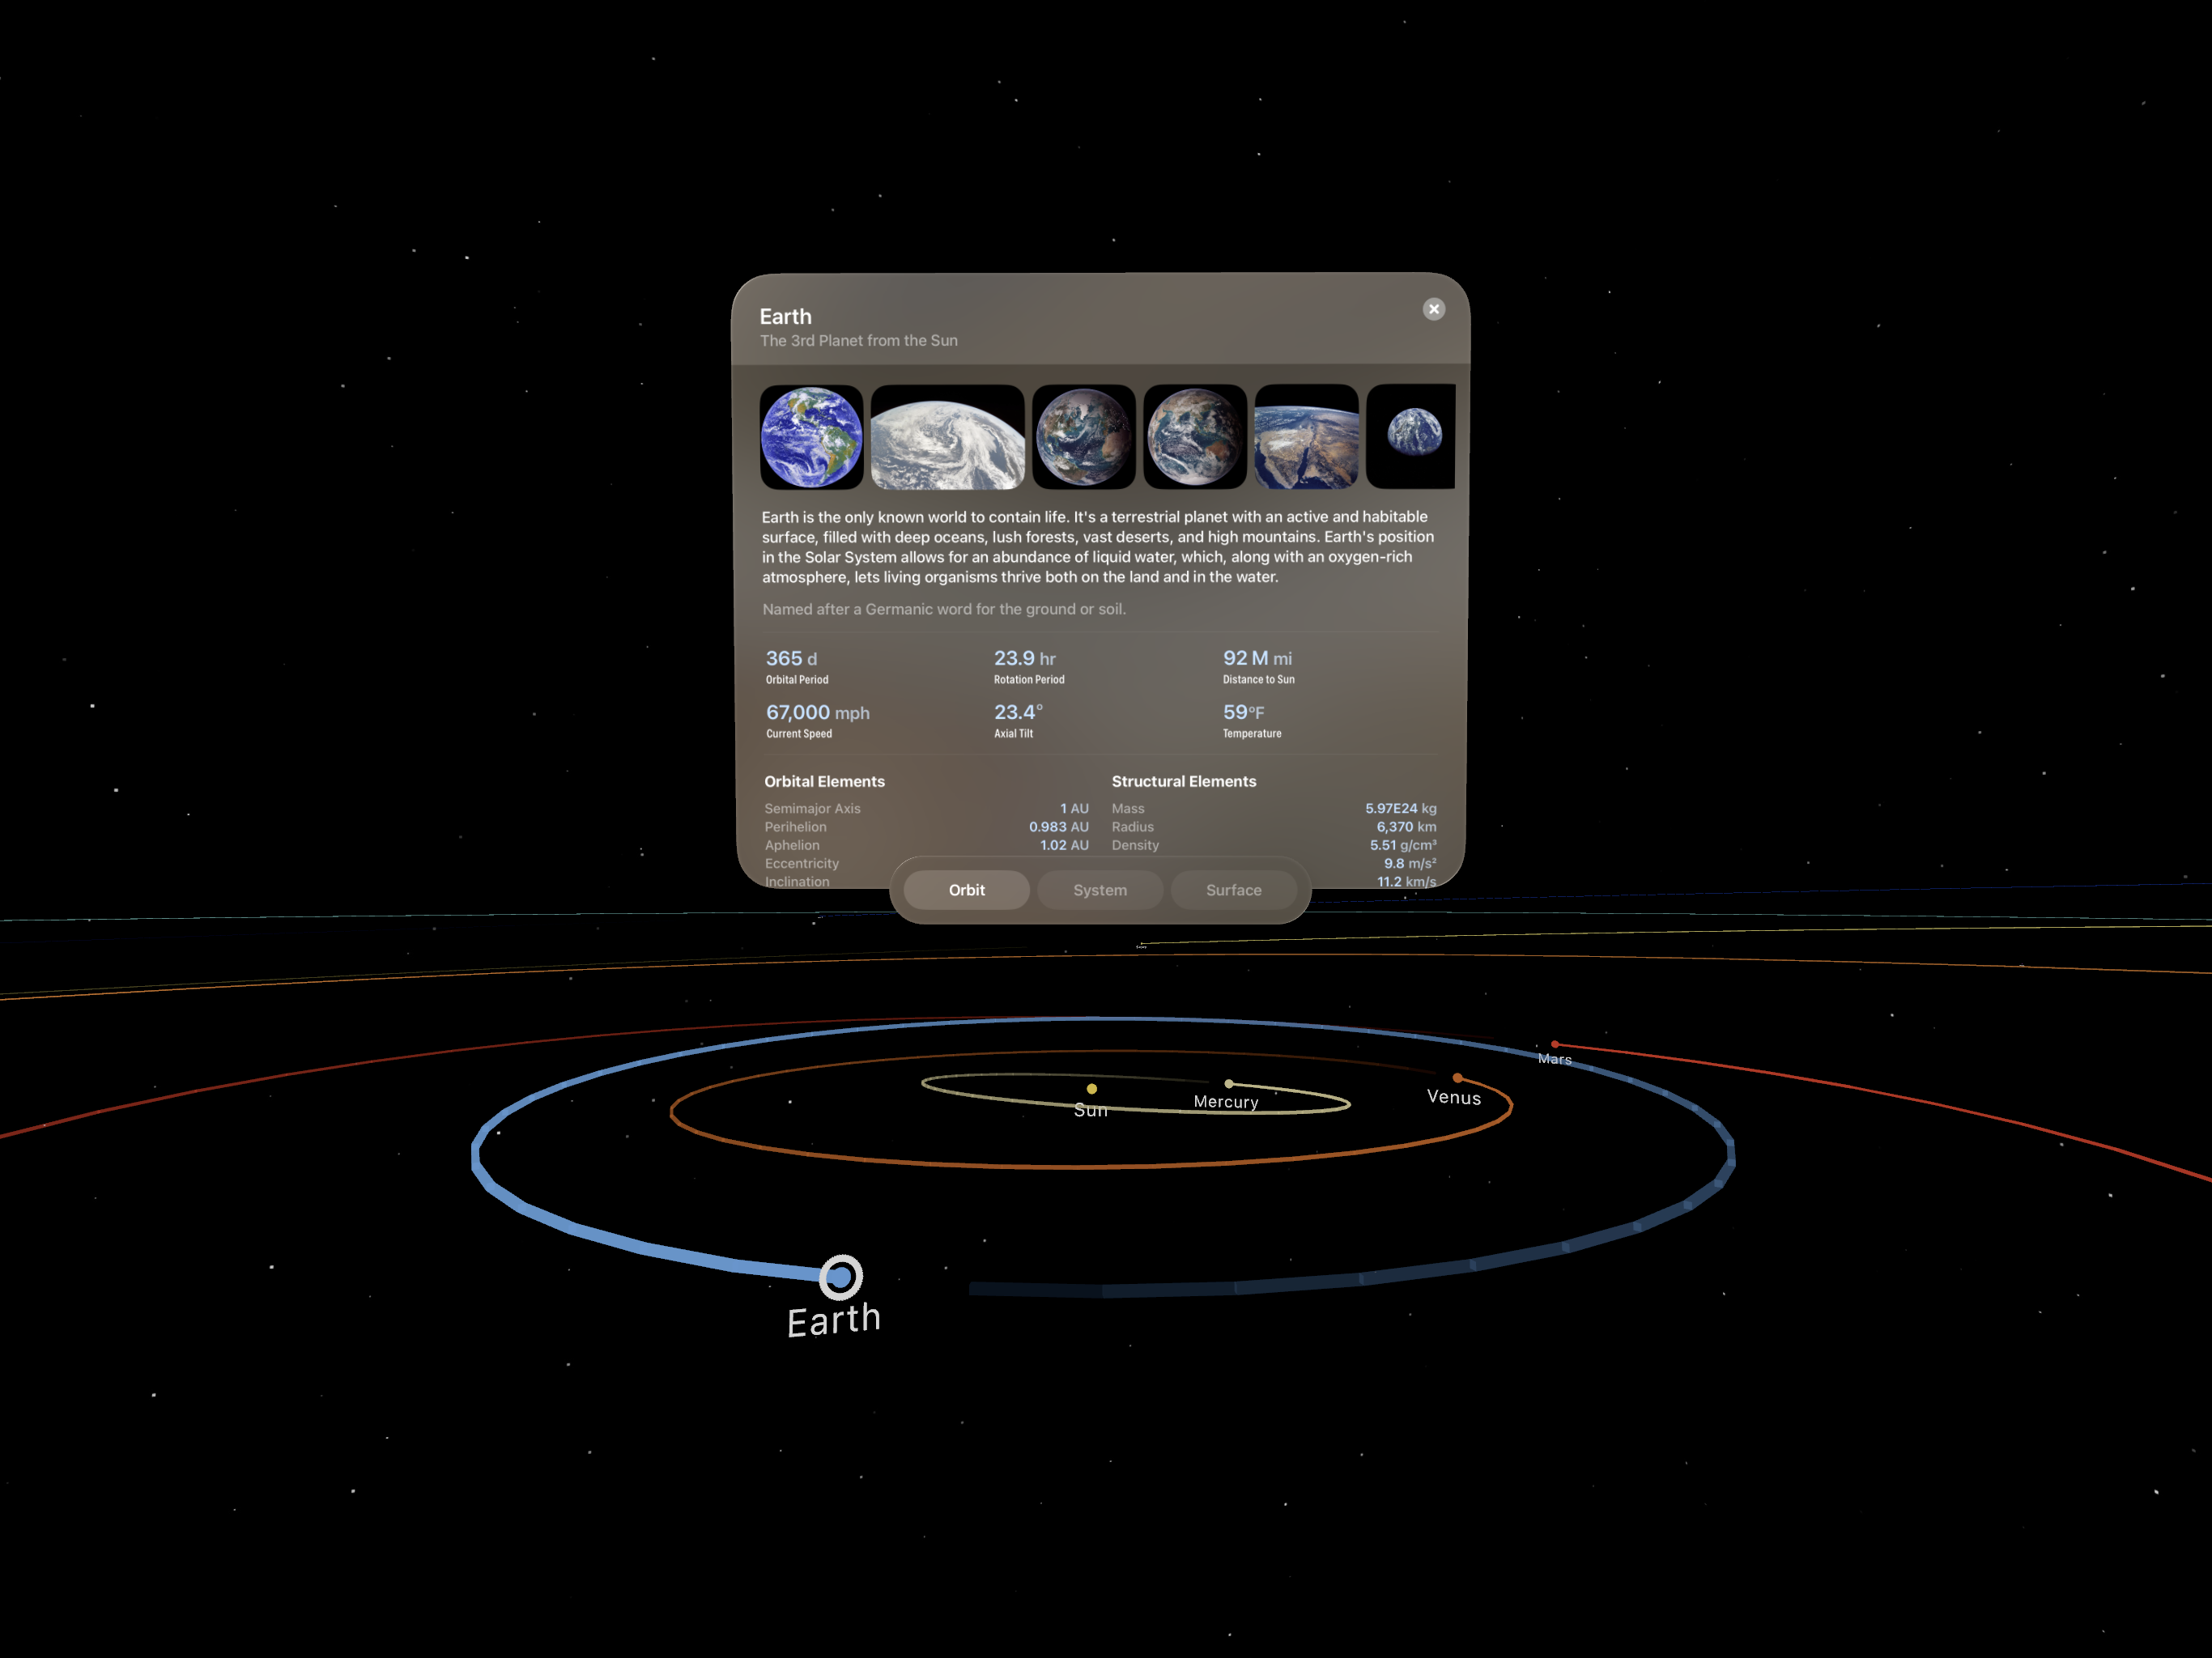 Earth
The 3rd Planet from the Sun
Earth is the only known world to contain life. It's a terrestrial planet with an active and habitable
surface, filled with deep oceans, lush forests, vast deserts, and high mountains. Earth's position
in the Solar System allows for an abundance of liquid water, which, along with an oxygen-rich
atmosphere, lets living organisms thrive both on the land and in the water.
Named after a Germanic word for the ground or soil.
365 d 23.9 hr 92 M mi
Orbital Period Rotation Period Distance to Sun
67,000 mph 23.4° 59°F
Current Speed Axial Tilt Temperature
Orbital Elements Structural Elements
Semimajor Axis 1 AU Mass 5.97E24 kg
Perihelion 0.983 AU Radius 6,370 km
Aphelion 1.02 AU Density 5.51 g/cm³
Eccentricity 9.8 m/s²
Inclination 11.2 km/s
Orbit System Surface
Mars
Venus
Mercury
Sun
Earth